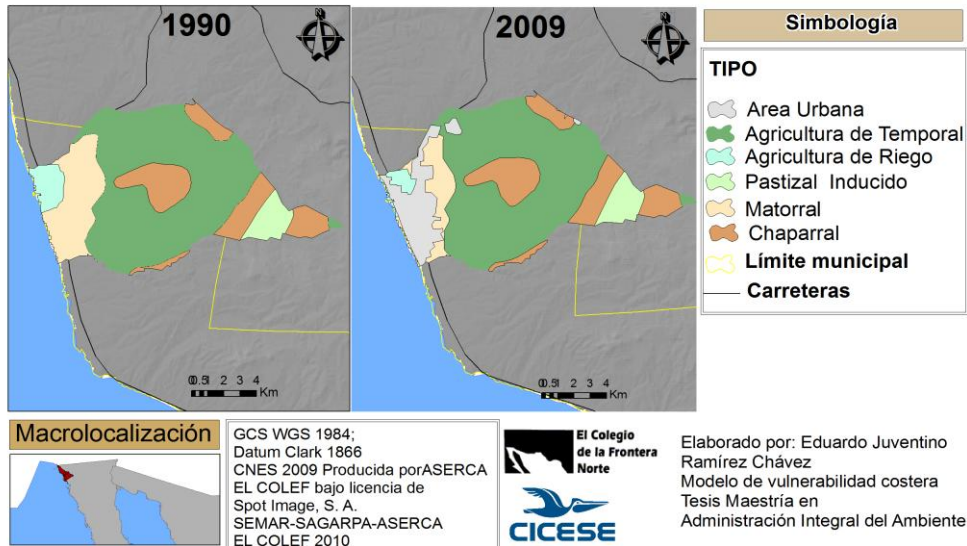 1990
2009
0 0.5 1 2 3 4
Km
0 0.5 1 2 3 4
Km
Simbología
TIPO
Area Urbana
Agricultura de Temporal
Agricultura de Riego
Pastizal Inducido
Matorral
Chaparral
Límite municipal
Carreteras
Macrolocalización
GCS WGS 1984;
Datum Clark 1866
CNES 2009 Producida porASERCA
EL COLEF bajo licencia de
Spot Image, S. A.
SEMAR-SAGARPA-ASERCA
EL COLEF 2010
El Colegio
de la Frontera
Norte
CICESE
Elaborado por: Eduardo Juventino
Ramírez Chávez
Modelo de vulnerabilidad costera
Tesis Maestría en
Administración Integral del Ambiente